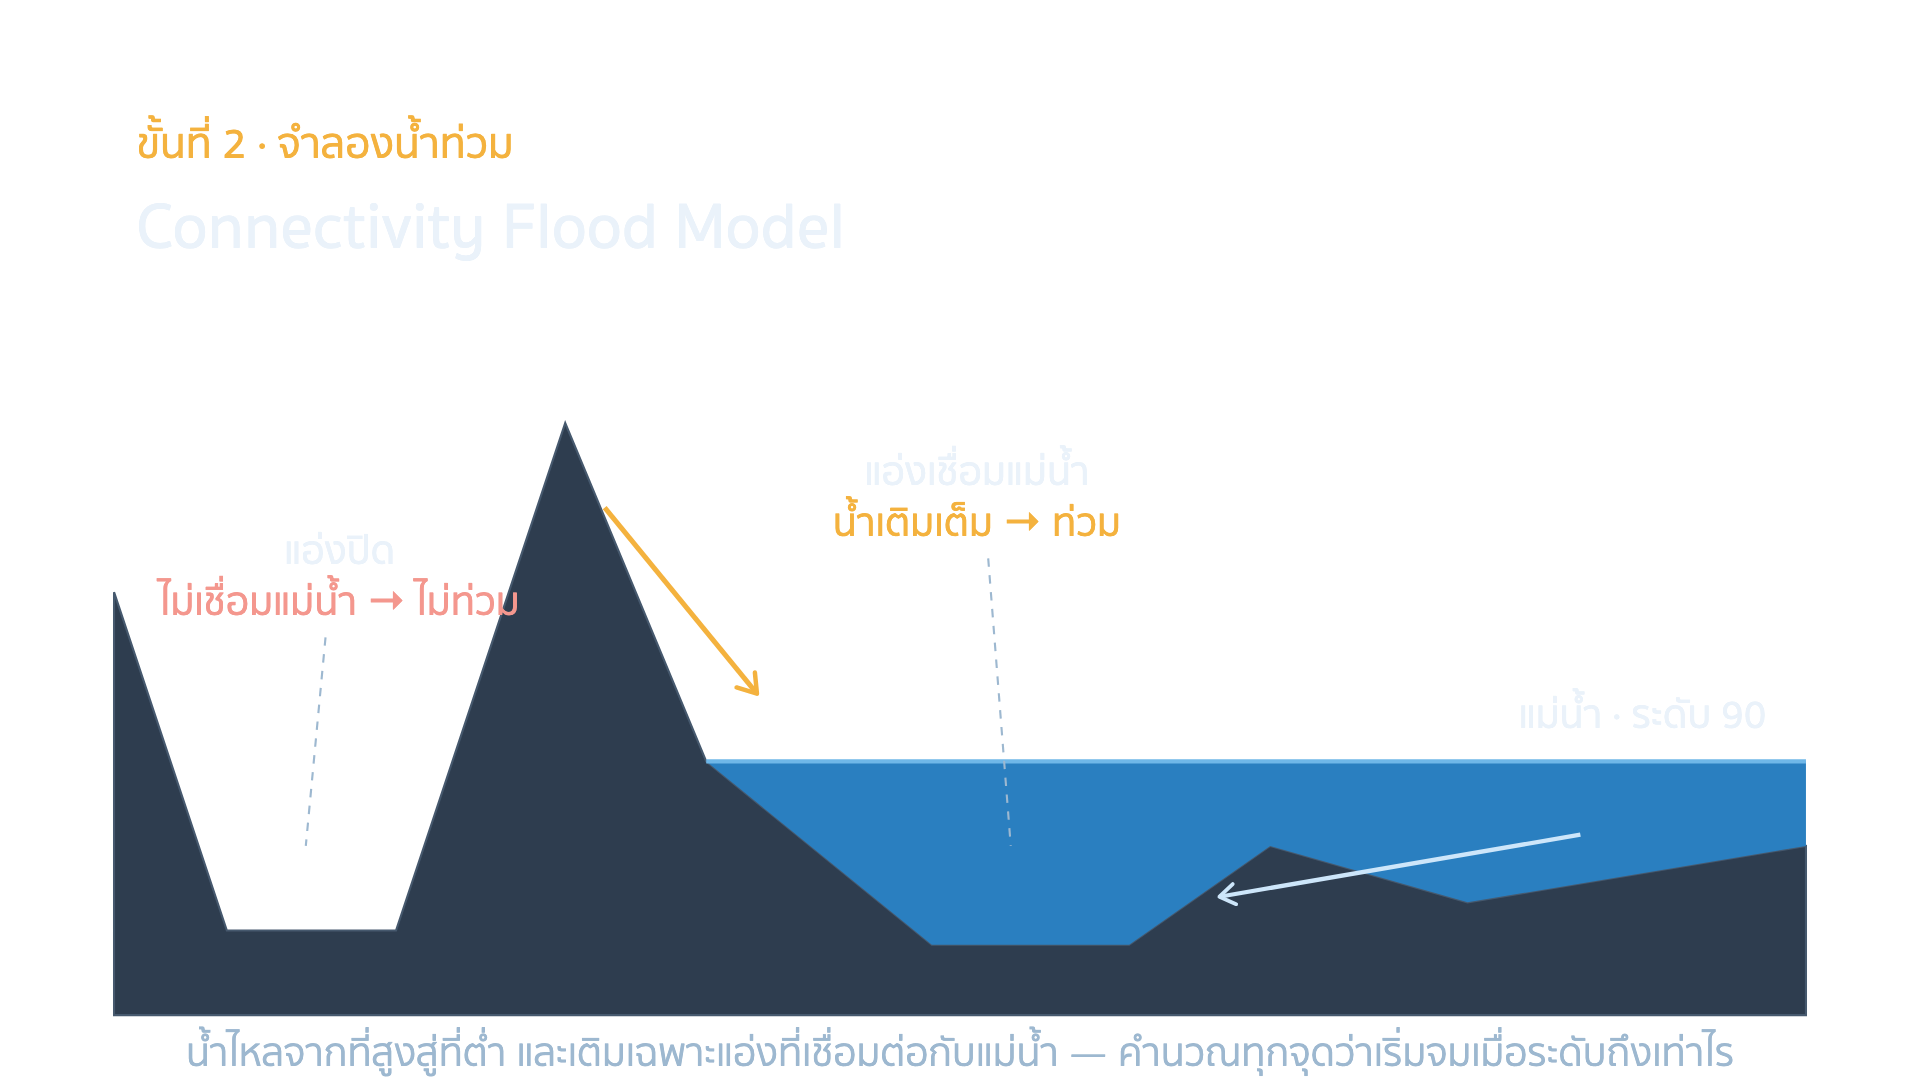 ขั้นที่ 2 · จำลองน้ำท่วม
Connectivity Flood Model
แอ่งเชื่อมแม่น้ำ
น้ำเติมเต็ม → ท่วม
แอ่งปิด
ไม่เชื่อมแม่น้ำ → ไม่ท่วม
แม่น้ำ · ระดับ 90
น้ำไหลจากที่สูงสู่ที่ต่ำ และเติมเฉพาะแอ่งที่เชื่อมต่อกับแม่น้ำ — คำนวณทุกจุดว่าเริ่มจมเมื่อระดับถึงเท่าไร